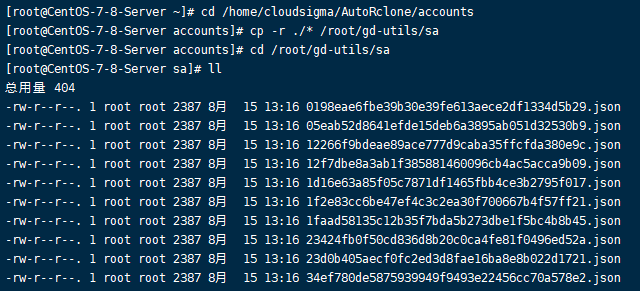 [root@CentOS-7-8-Server ~]# cd /home/cloudsigma/AutoRclone/accounts
[root@CentOS-7-8-Server accounts]# cp -r ./* /root/gd-utils/sa
[root@CentOS-7-8-Server accounts]# cd /root/gd-utils/sa
[root@CentOS-7-8-Server sa]# ll
总用量 404
-rw-r--r--. 1 root root 2387 8月  15 13:16 0198eae6fbe39b30e39fe613aece2df1334d5b29.json
-rw-r--r--. 1 root root 2387 8月  15 13:16 05eab52d8641efde15deb6a3895ab051d32530b9.json
-rw-r--r--. 1 root root 2387 8月  15 13:16 12266f9bdeae89ace777d9caba35ffcfda380e9c.json
-rw-r--r--. 1 root root 2387 8月  15 13:16 12f7dbe8a3ab1f385881460096cb4ac5acca9b09.json
-rw-r--r--. 1 root root 2387 8月  15 13:16 1d16e63a85f05c7871df1465fbb4ce3b2795f017.json
-rw-r--r--. 1 root root 2387 8月  15 13:16 1f2e83cc6be47ef4c3c2ea30f700667b4f57ff21.json
-rw-r--r--. 1 root root 2387 8月  15 13:16 1faad58135c12b35f7bda5b273dbe1f5bc4b8b45.json
-rw-r--r--. 1 root root 2387 8月  15 13:16 23424fb0f50cd836d8b20c0ca4fe81f0496ed52a.json
-rw-r--r--. 1 root root 2387 8月  15 13:16 23d0b405aecf0fc2ed3d8fae16ba8e8b022d1721.json
-rw-r--r--. 1 root root 2387 8月  15 13:16 34ef780de5875939949f9493e22456cc70a578e2.json